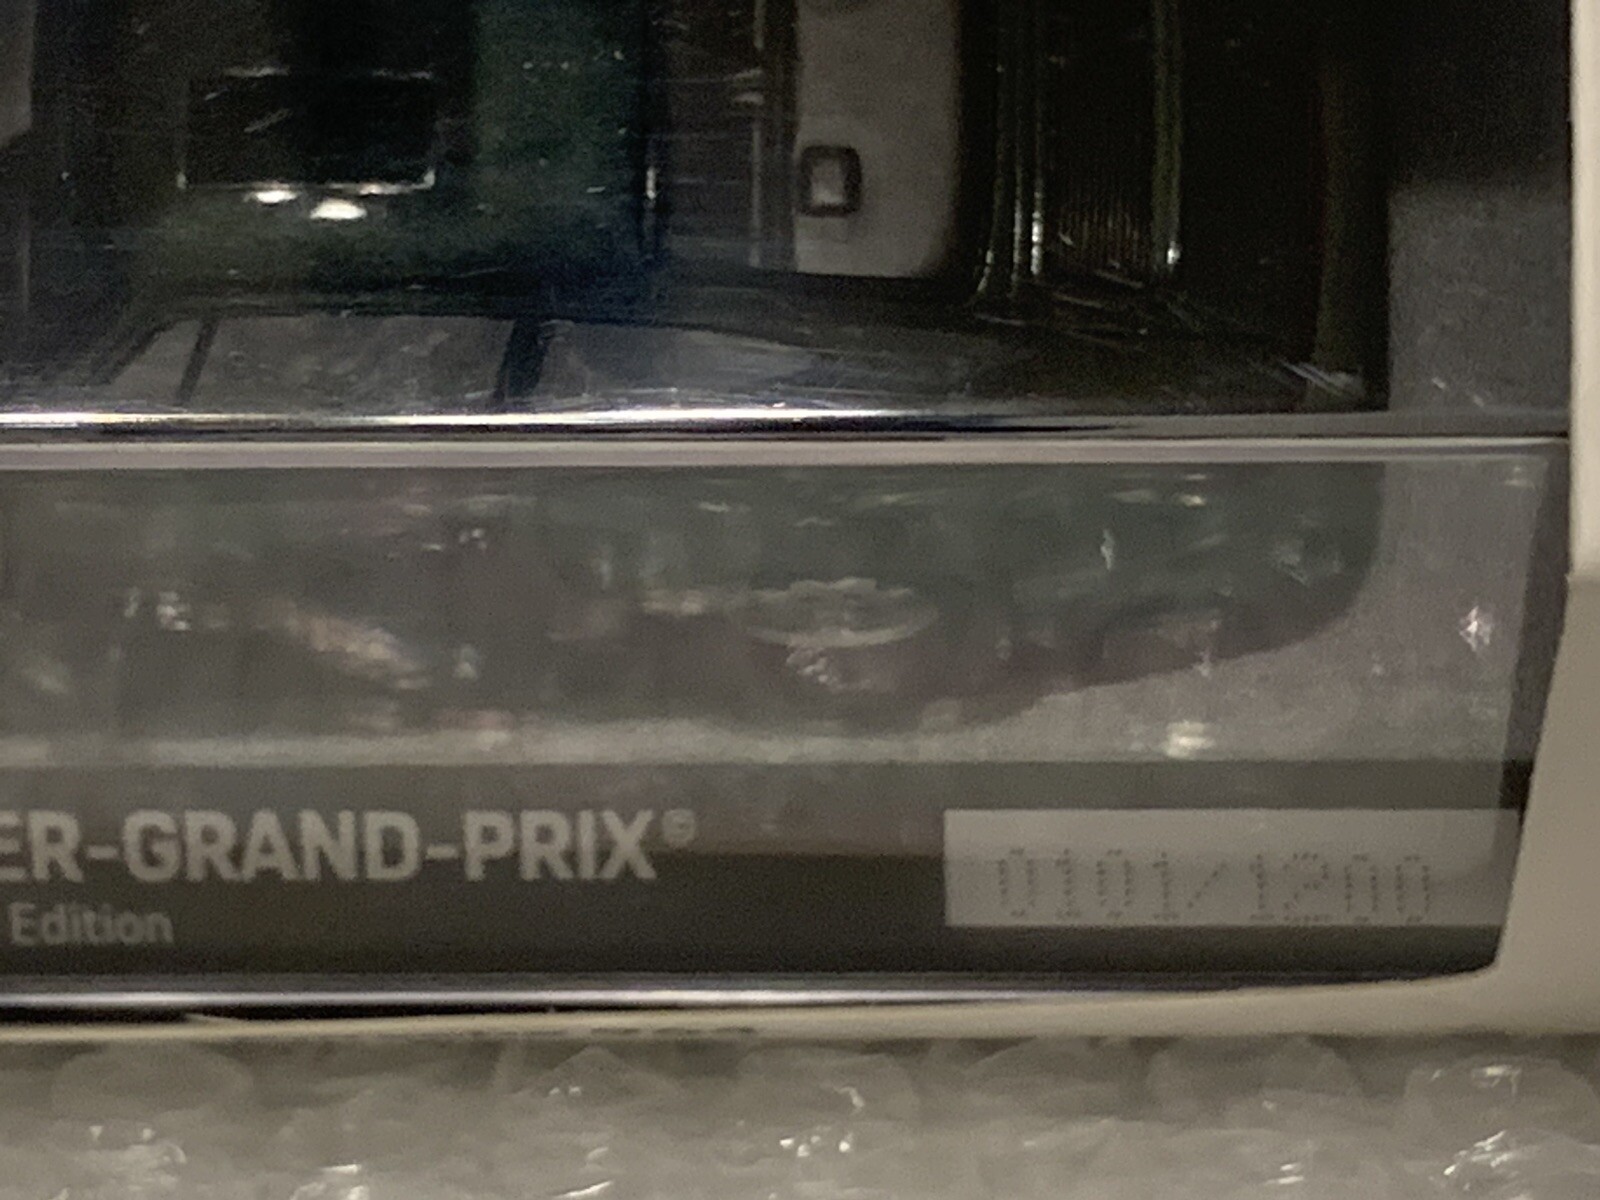 ER-GRAND-PRIX®
Edition
0101/1200